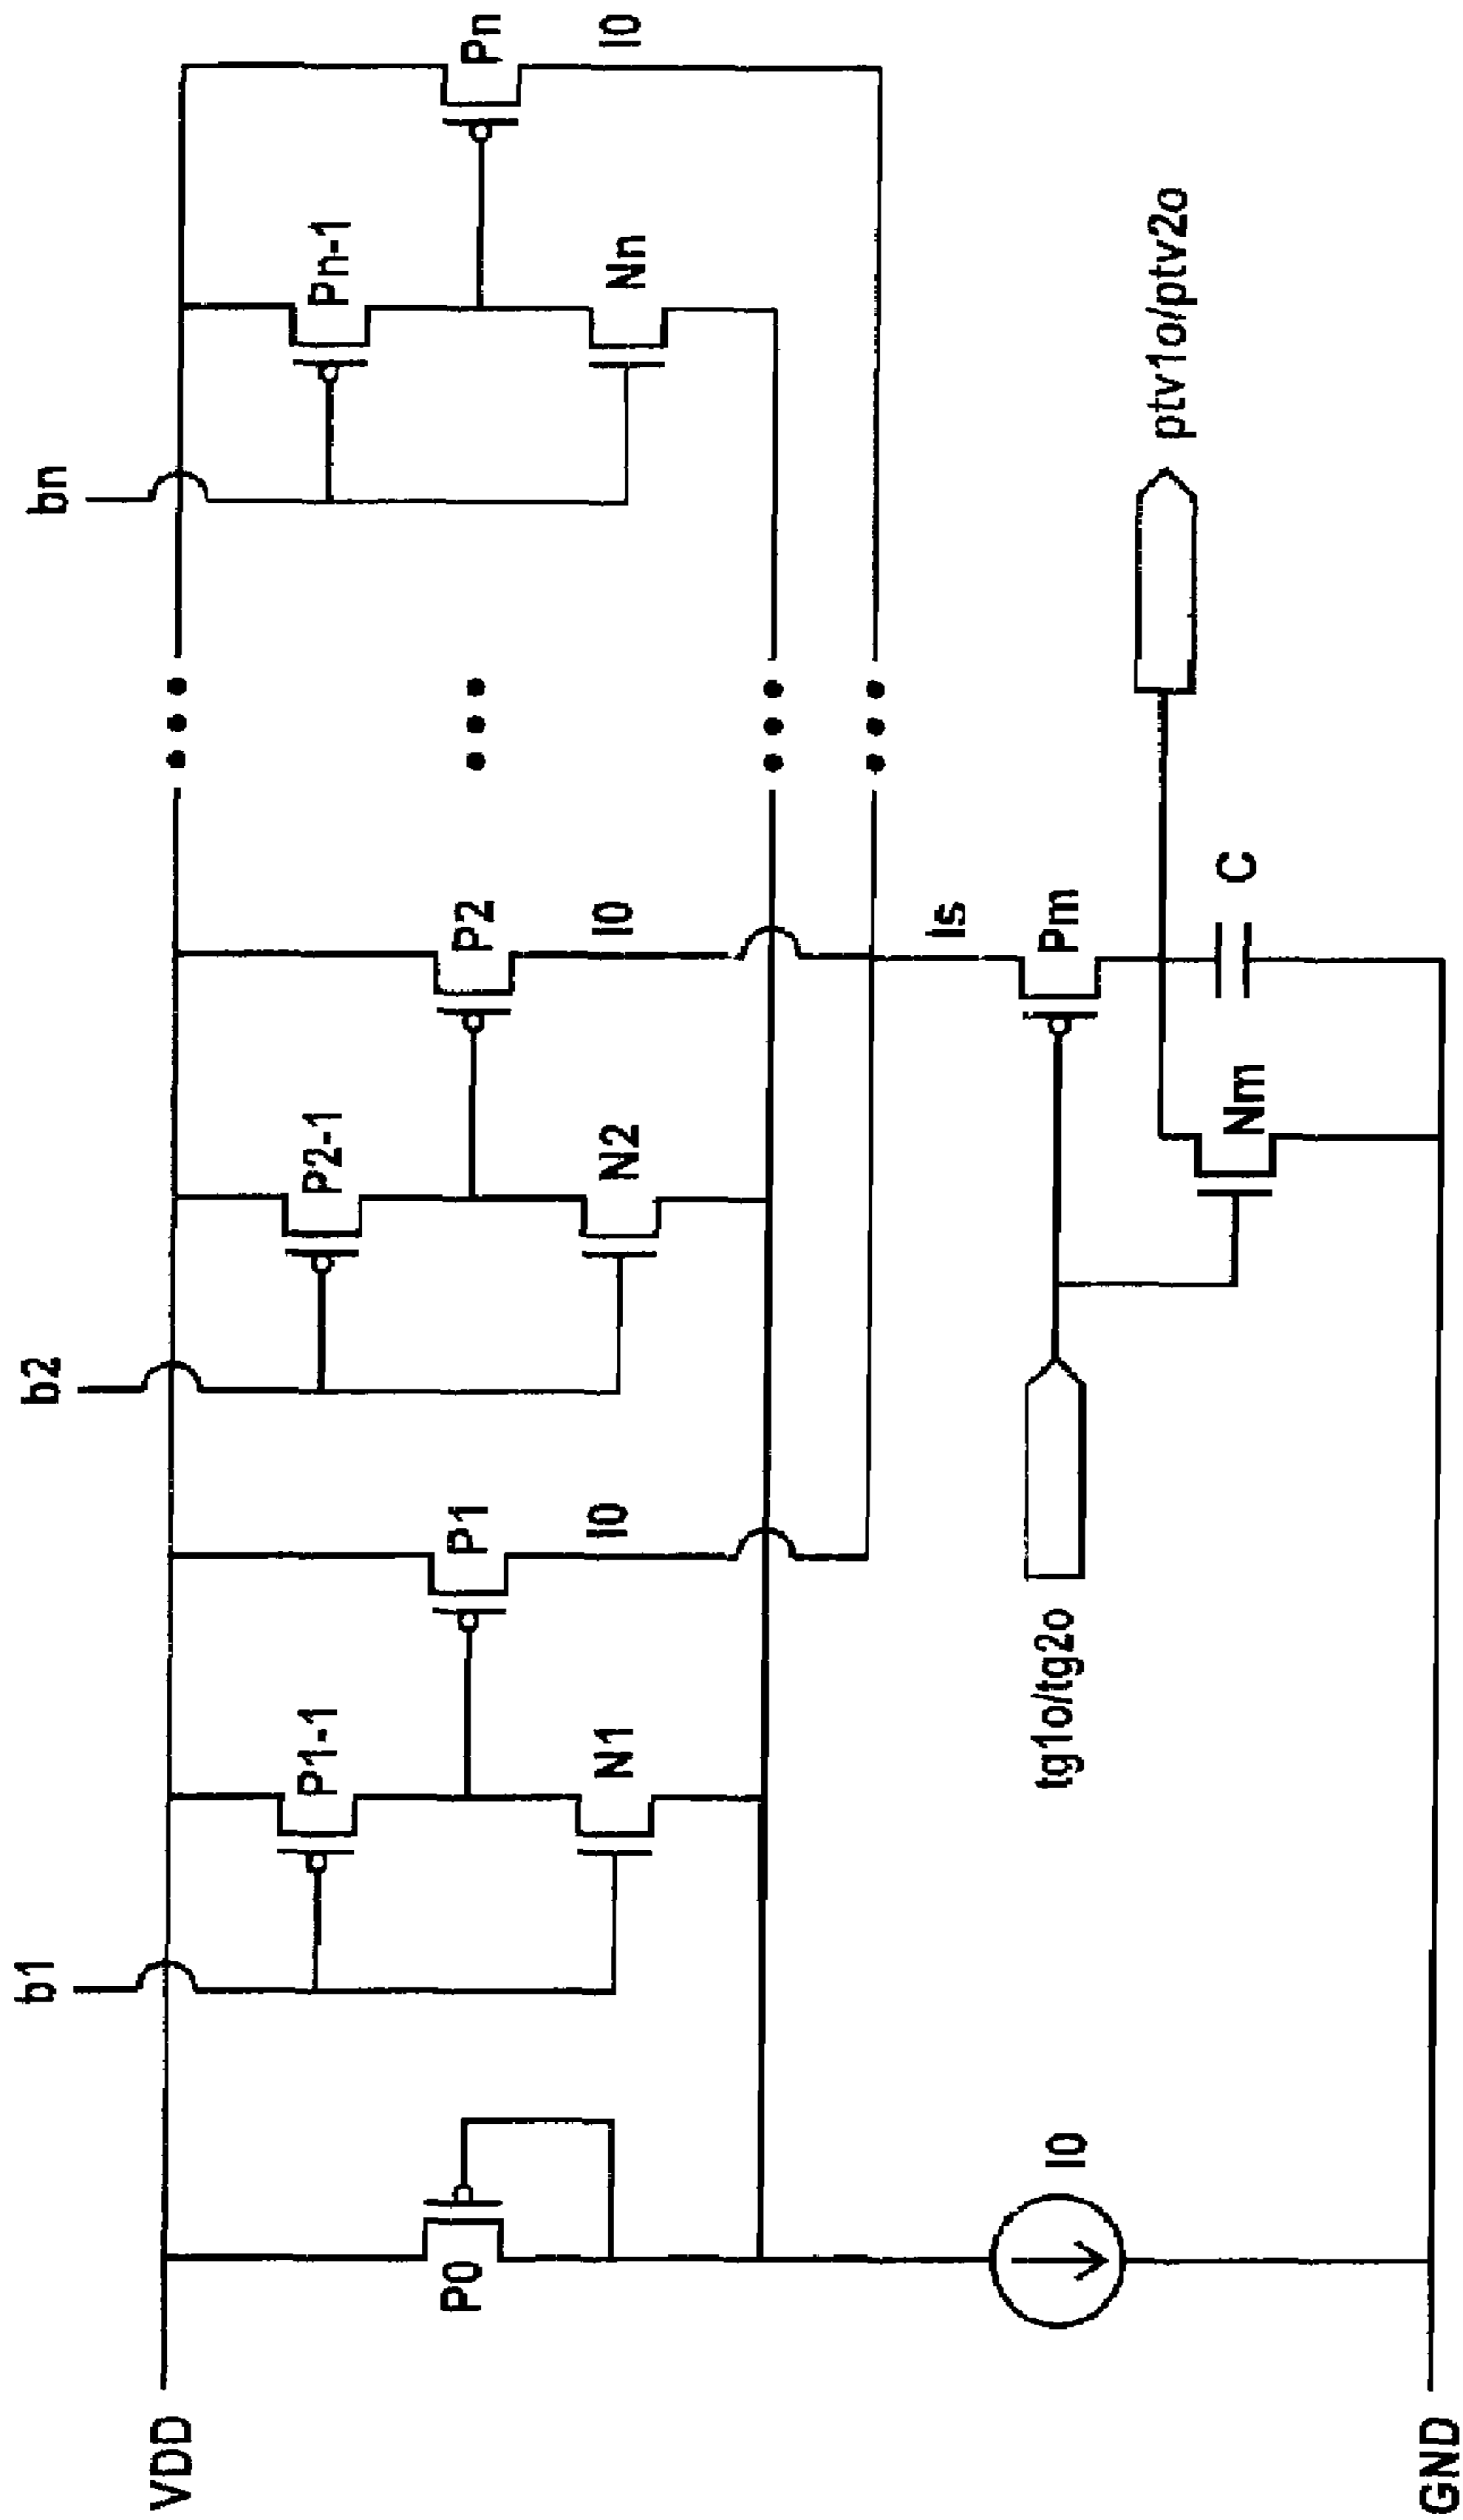 b1
b2
bn
VDD
P1-1
P2-1
Pn-1
P0
P1
P2
Pn
N1
I0
N2
I0
Nn
I0
Is
I0
tg1o/tg2o
Pm
ptv1o/ptv2o
Nm
C
GND